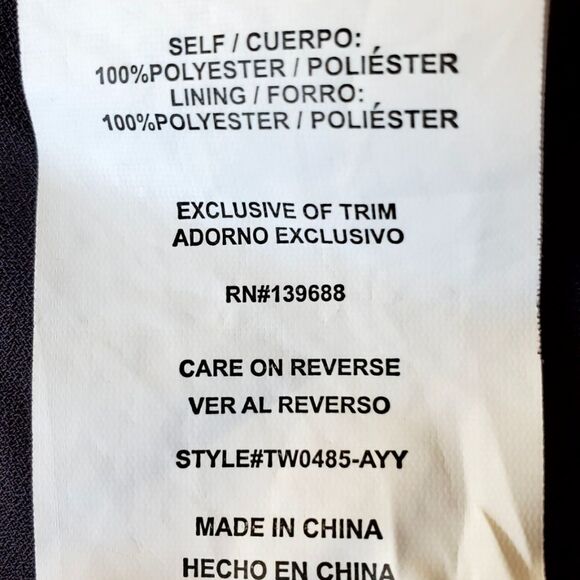 SELF / CUERPO:
100%POLYESTER / POLIÉSTER
LINING / FORRO:
100%POLYESTER / POLIÉSTER
EXCLUSIVE OF TRIM
ADORNO EXCLUSIVO
RN#139688
CARE ON REVERSE
VER AL REVERSO
STYLE#TW0485-AYY
MADE IN CHINA
HECHO EN CHINA